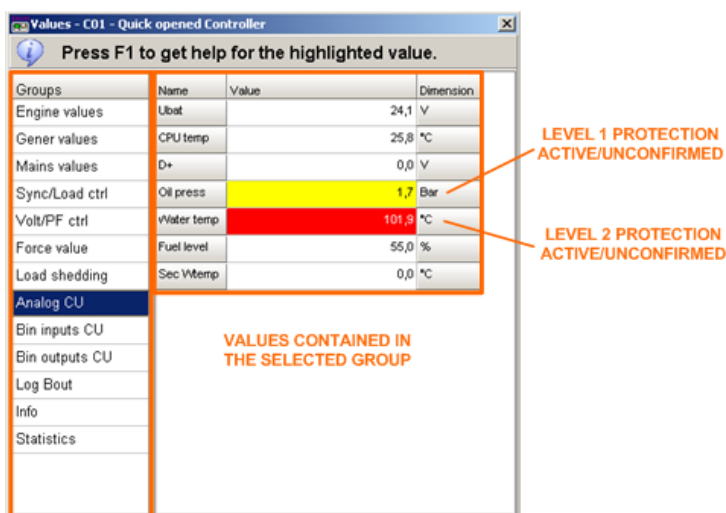 Values - C01 - Quick opened Controller
Press F1 to get help for the highlighted value.
Groups
Engine values
Gener values
Mains values
Sync/Load ctrl
Volt/PF ctrl
Force value
Load shedding
Analog CU
Bin inputs CU
Bin outputs CU
Log Bout
Info
Statistics
Name Value Dimension
Ubat 24,1 V
CPU temp 25,8 °C
D+ 0,0 V
Oil press 1,7 Bar
Water temp 101,9 °C
Fuel level 55,0 %
Sec Wtemp 0,0 °C
VALUES CONTAINED IN
THE SELECTED GROUP
LEVEL 1 PROTECTION
ACTIVE/UNCONFIRMED
LEVEL 2 PROTECTION
ACTIVE/UNCONFIRMED